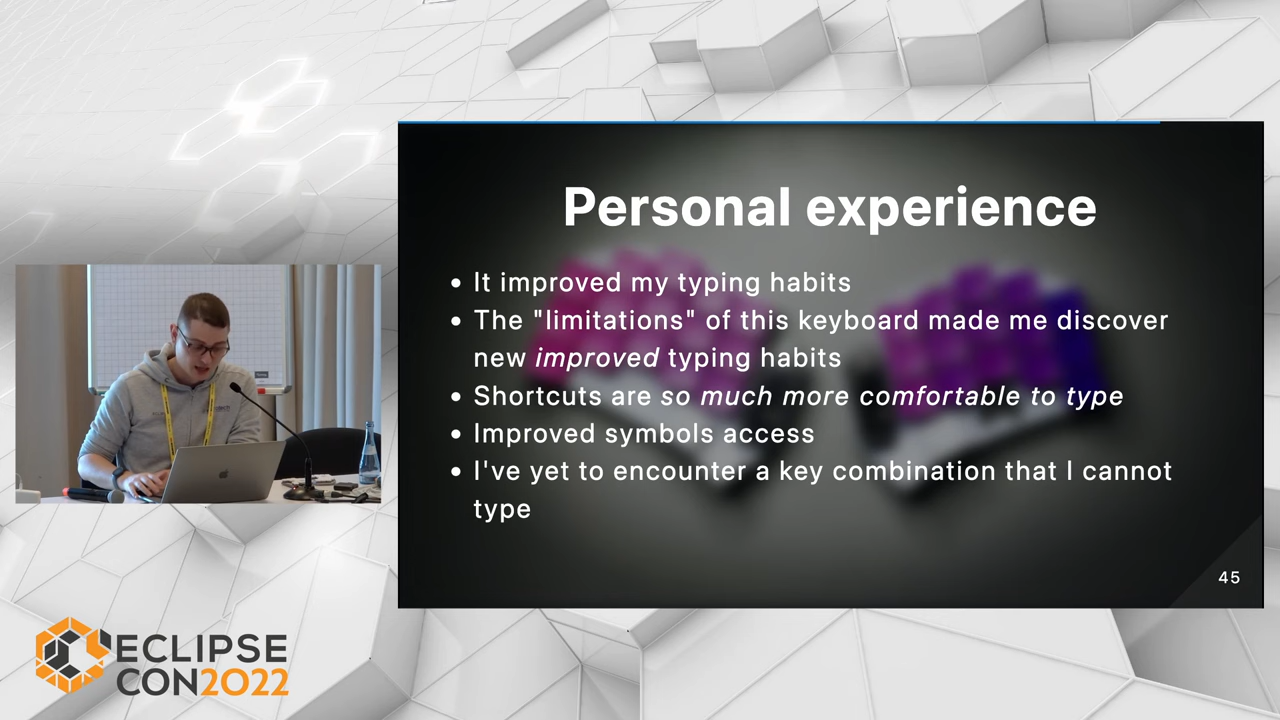 Personal experience
• It improved my typing habits
• The "limitations" of this keyboard made me discover
new improved typing habits
• Shortcuts are so much more comfortable to type
• Improved symbols access
• I've yet to encounter a key combination that I cannot
type
45
ECLIPSE
CON2022